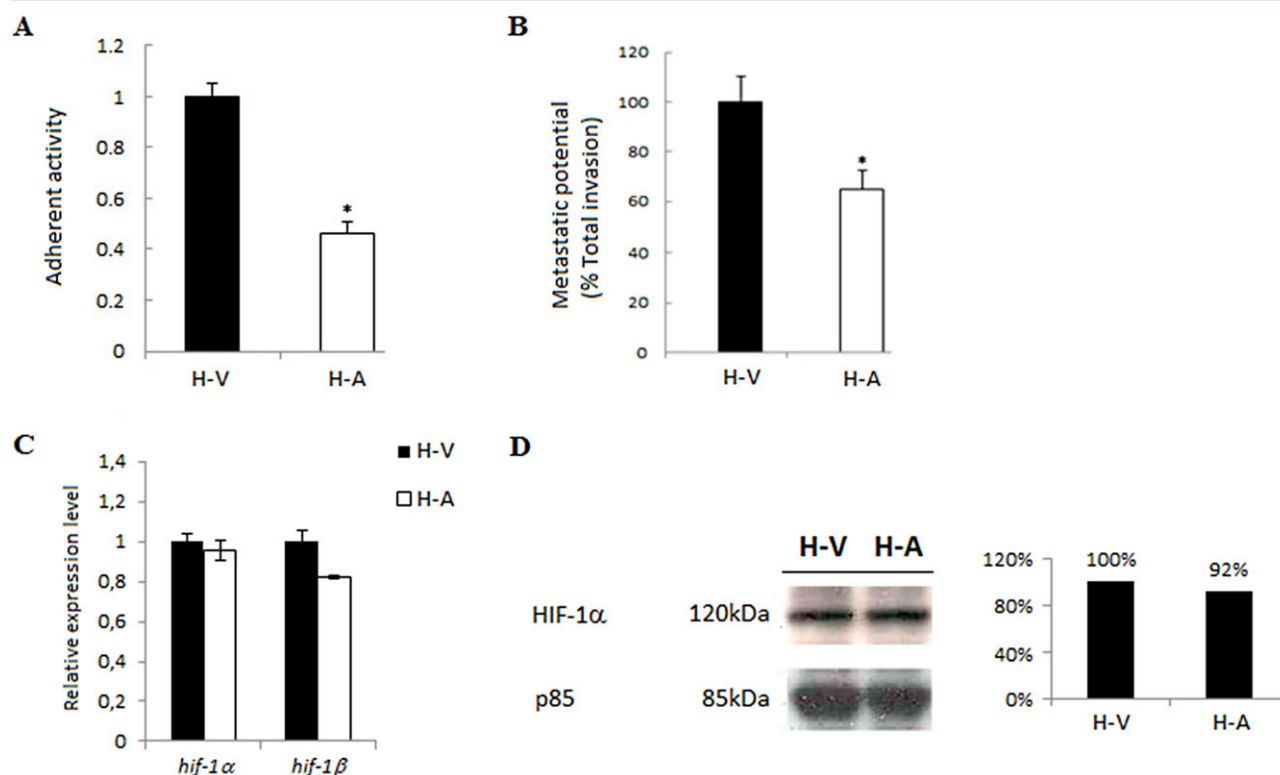 A
1.2
1
0.8
0.6
0.4
0.2
0
Adherent activity
*
H-V
H-A
B
120
100
80
60
40
20
0
Metastatic potential
(% Total invasion)
*
H-V
H-A
C
1,4
1,2
1
0,8
0,6
0,4
0,2
0
Relative expression level
H-V
H-A
hif-1α
hif-1β
D
H-V H-A
HIF-1α 120kDa
p85 85kDa
120%
80%
40%
0%
100%
92%
H-V
H-A